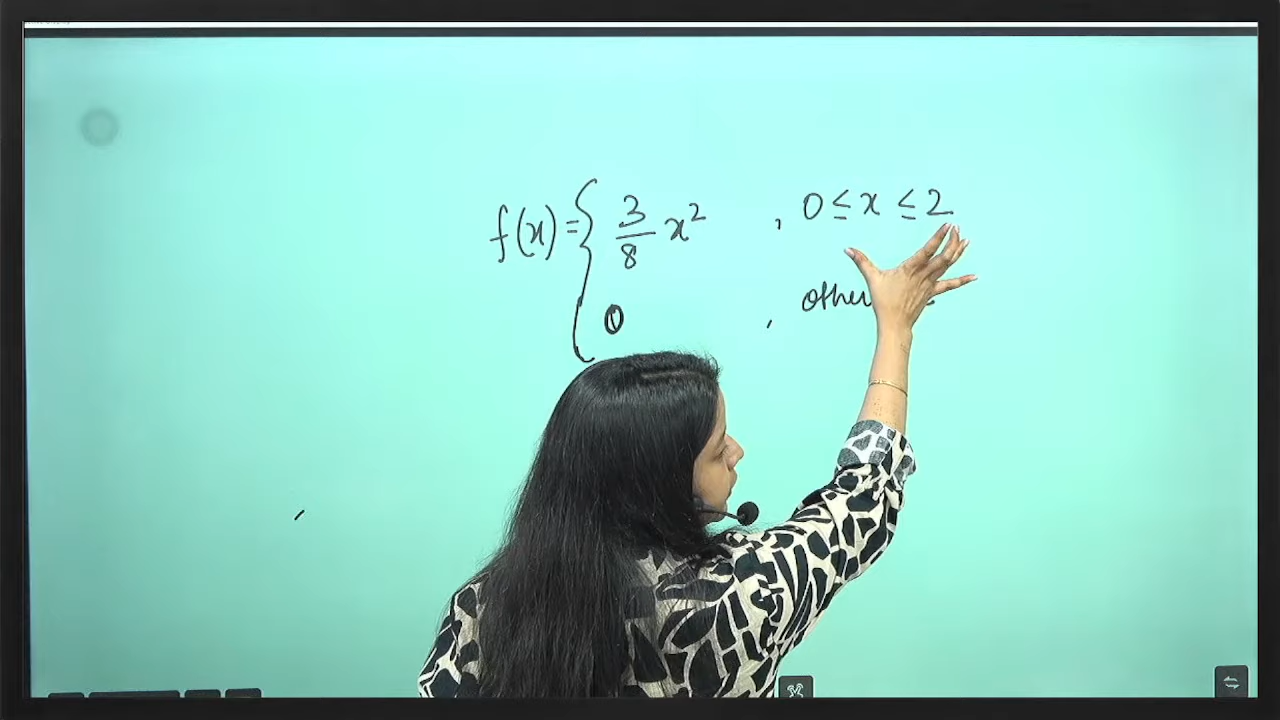 f(x) = { 3/8 x² , 0 ≤ x ≤ 2
0 ,